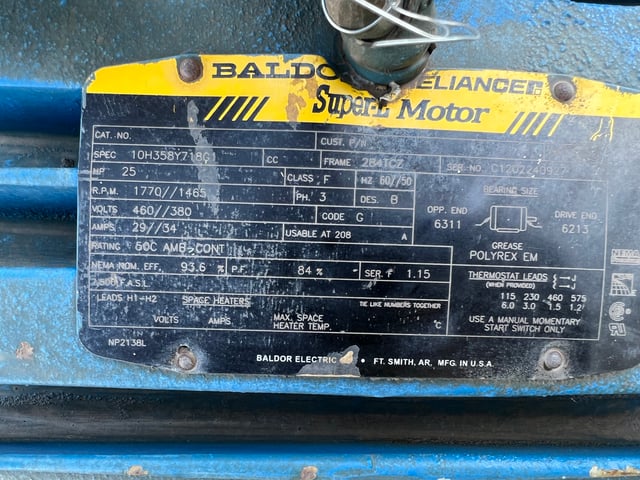 BALDOR RELIANCE
Super-E Motor
CAT. NO. CUST. P/N
SPEC 10H358Y718G1 CC FRAME 284TCZ SER. NO.
HP 25 CLASS F HZ 60//50
R.P.M. 1770//1465 PH. 3 DES. B
VOLTS 460//380 CODE G
AMPS 29//34 USABLE AT 208 A
RATING 50C AMB-CONT
NEMA NOM. EFF, 93.6 % P.F. 84 % SER. F 1.15
F.A.S.L
LEADS H1-H2 SPACE HEATERS TIE LIKE NUMBERS TOGETHER
VOLTS AMPS MAX. SPACE HEATER TEMP. °C
NP2138L
BEARING SIZE
OPP. END DRIVE END
6311 6213
GREASE
POLYREX EM
THERMOSTAT LEADS
(WHEN PROVIDED)
115 230 460 575
6.0 3.0 1.5 1.2
USE A MANUAL MOMENTARY
START SWITCH ONLY
BALDOR ELECTRIC FT. SMITH, AR, MFG. IN U.S.A.